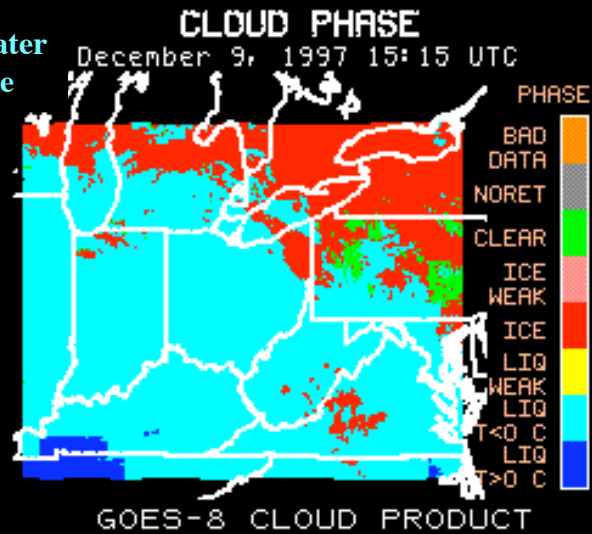 CLOUD PHASE
ater
e
December 9, 1997 15:15 UTC
PHASE
BAD
DATA
NORET
CLEAR
ICE
WEAK
ICE
LIQ
WEAK
LIQ
T<0 C
LIQ
T>0 C
GOES-8 CLOUD PRODUCT